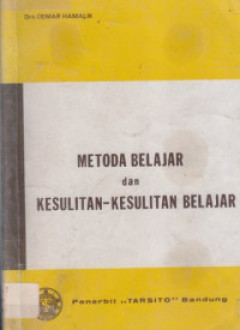 Drs OEMAR HAMALIK
METODA BELAJAR
dan
KESULITAN-KESULITAN BELAJAR
Penerbit „TARSITO" Bandung